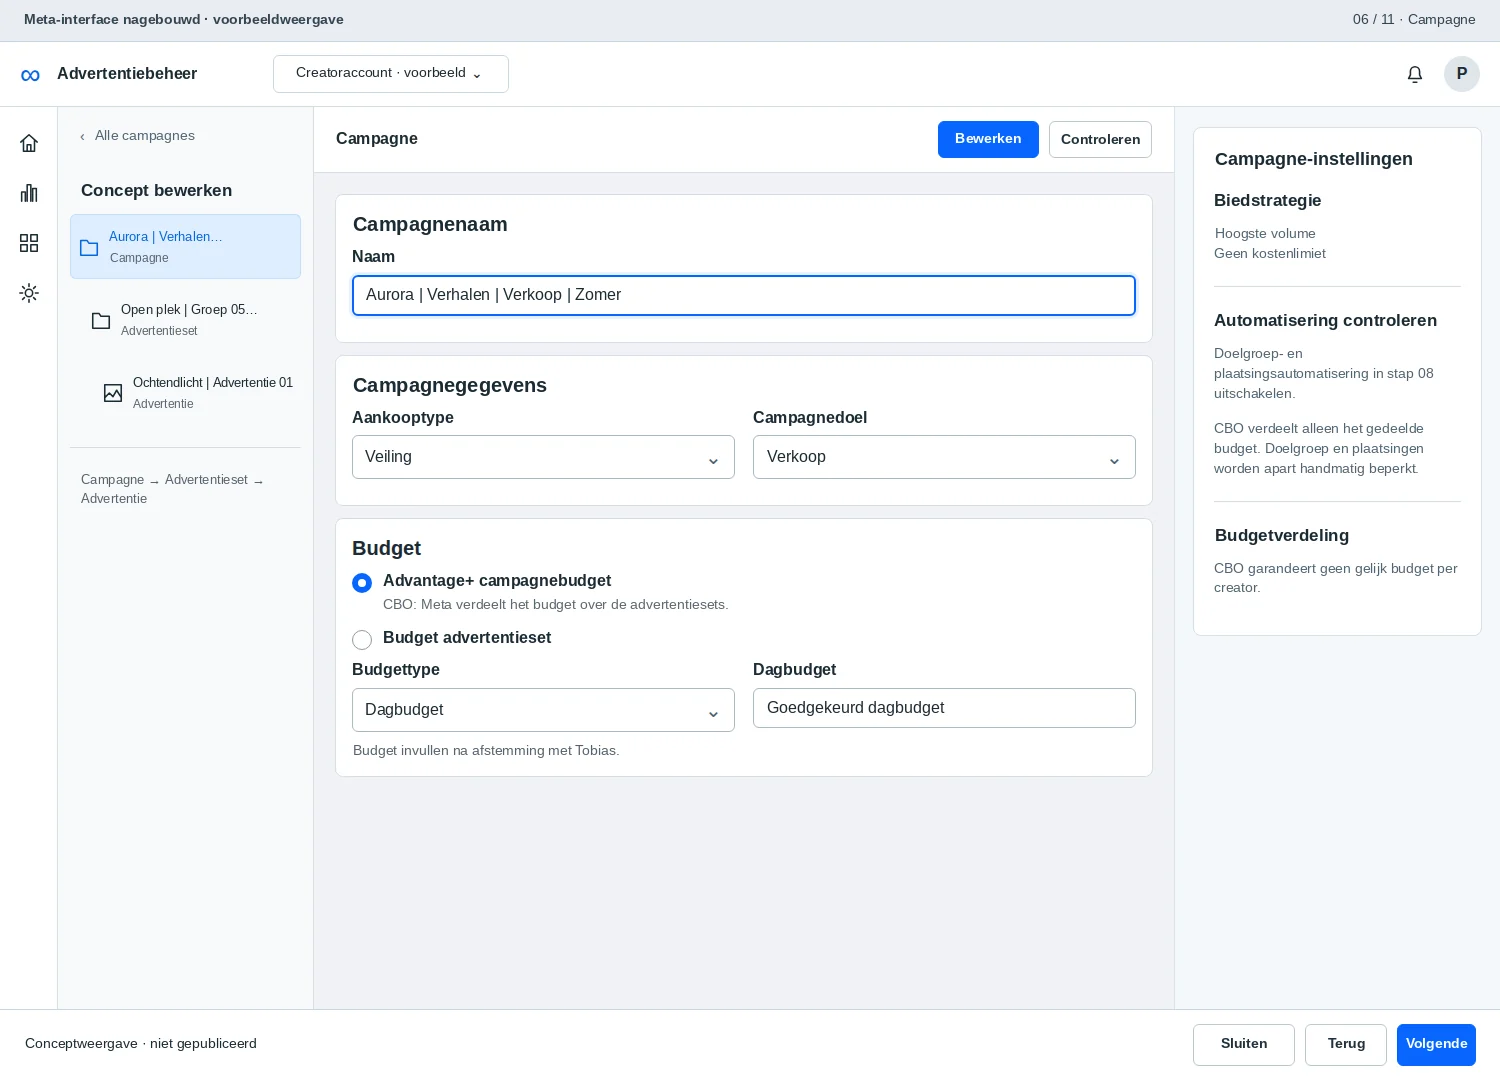 Meta-interface nagebouwd · voorbeeldweergave
06 / 11 · Campagne
Advertentiebeheer
Creatoraccount · voorbeeld
P
‹ Alle campagnes
Concept bewerken
Aurora | Verhalen…
Campagne
Open plek | Groep 05…
Advertentieset
Ochtendlicht | Advertentie 01
Advertentie
Campagne → Advertentieset →
Advertentie
Campagne
Bewerken
Controleren
Campagnenaam
Naam
Aurora | Verhalen | Verkoop | Zomer
Campagnegegevens
Aankooptype
Campagnedoel
Veiling
Verkoop
Budget
Advantage+ campagnebudget
CBO: Meta verdeelt het budget over de advertentiesets.
Budget advertentieset
Budgettype
Dagbudget
Dagbudget
Goedgekeurd dagbudget
Budget invullen na afstemming met Tobias.
Campagne-instellingen
Biedstrategie
Hoogste volume
Geen kostenlimiet
Automatisering controleren
Doelgroep- en
plaatsingsautomatisering in stap 08
uitschakelen.
CBO verdeelt alleen het gedeelde
budget. Doelgroep en plaatsingen
worden apart handmatig beperkt.
Budgetverdeling
CBO garandeert geen gelijk budget per
creator.
Conceptweergave · niet gepubliceerd
Sluiten
Terug
Volgende